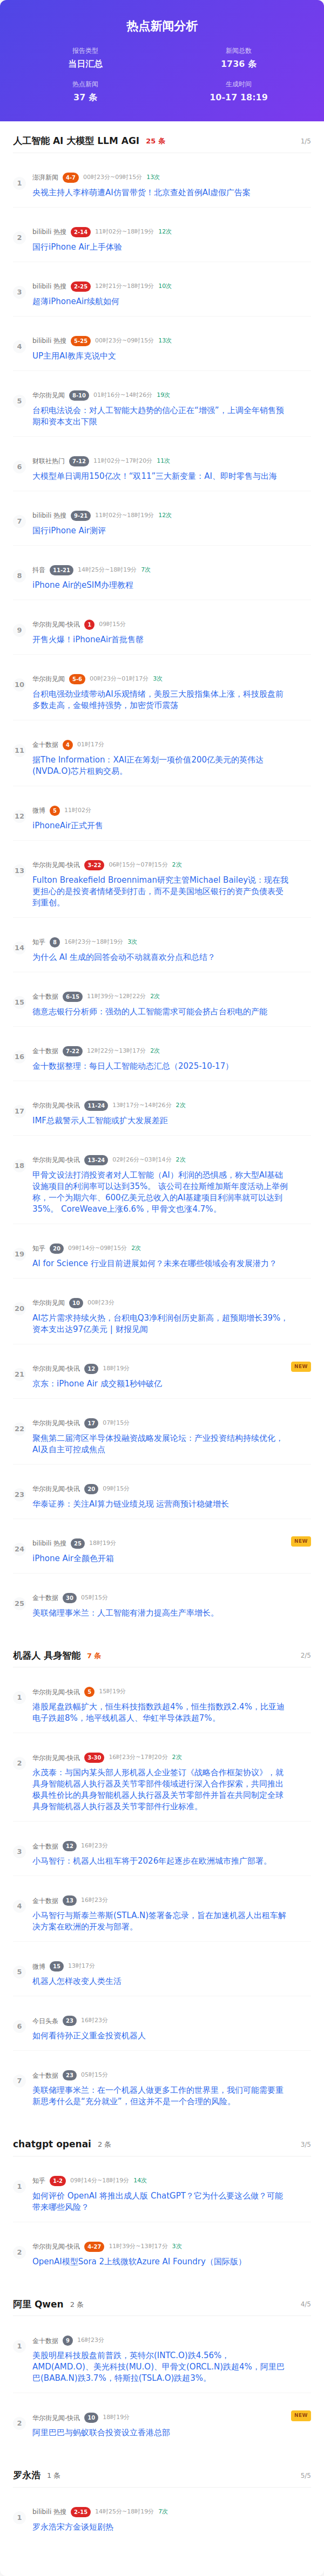 热点新闻分析
报告类型
新闻总数
当日汇总
1736 条
热点新闻
生成时间
37 条
10-17 18:19
人工智能 AI 大模型 LLM AGI 25 条 1/5
1
澎湃新闻 4-7 00时23分~09时15分 13次
央视主持人李梓萌遭AI仿冒带货！北京查处首例AI虚假广告案
2
bilibili 热搜 2-14 11时02分~18时19分 12次
国行iPhone Air上手体验
3
bilibili 热搜 2-25 12时21分~18时19分 10次
超薄iPhoneAir续航如何
4
bilibili 热搜 5-25 00时23分~09时15分 13次
UP主用AI教库克说中文
5
华尔街见闻 8-10 01时16分~14时26分 19次
台积电法说会：对人工智能大趋势的信心正在“增强”，上调全年销售预
期和资本支出下限
6
财联社热门 7-12 11时02分~17时20分 11次
大模型单日调用150亿次！“双11”三大新变量：AI、即时零售与出海
7
bilibili 热搜 9-21 11时02分~18时19分 12次
国行iPhone Air测评
8
抖音 11-21 14时25分~18时19分 7次
iPhone Air的eSIM办理教程
9
华尔街见闻-快讯 1 09时15分
开售火爆！iPhoneAir首批售罄
10
华尔街见闻 5-6 00时23分~01时17分 3次
台积电强劲业绩带动AI乐观情绪，美股三大股指集体上涨，科技股盘前
多数走高，金银维持强势，加密货币震荡
11
金十数据 4 01时17分
据The Information：XAI正在筹划一项价值200亿美元的英伟达
(NVDA.O)芯片租购交易。
12
微博 5 11时02分
iPhoneAir正式开售
13
华尔街见闻-快讯 3-22 06时15分~07时15分 2次
Fulton Breakefield Broenniman研究主管Michael Bailey说：现在我
更担心的是投资者情绪受到打击，而不是美国地区银行的资产负债表受
到重创。
14
知乎 8 16时23分~18时19分 3次
为什么 AI 生成的回答会动不动就喜欢分点和总结？
15
金十数据 6-15 11时39分~12时22分 2次
德意志银行分析师：强劲的人工智能需求可能会挤占台积电的产能
16
金十数据 7-22 12时22分~13时17分 2次
金十数据整理：每日人工智能动态汇总（2025-10-17）
17
华尔街见闻-快讯 11-24 13时17分~14时26分 2次
IMF总裁警示人工智能或扩大发展差距
18
华尔街见闻-快讯 13-24 02时26分~03时14分 2次
甲骨文设法打消投资者对人工智能（AI）利润的恐惧感，称大型AI基础
设施项目的利润率可以达到35%。 该公司在拉斯维加斯年度活动上举例
称，一个为期六年、600亿美元总收入的AI基建项目利润率就可以达到
35%。 CoreWeave上涨6.6%，甲骨文也涨4.7%。
19
知乎 20 09时14分~09时15分 2次
AI for Science 行业目前进展如何？未来在哪些领域会有发展潜力？
20
华尔街见闻 10 00时23分
AI芯片需求持续火热，台积电Q3净利润创历史新高，超预期增长39%，
资本支出达97亿美元 | 财报见闻
21
华尔街见闻-快讯 12 18时19分 NEW
京东：iPhone Air 成交额1秒钟破亿
22
华尔街见闻-快讯 17 07时15分
聚焦第二届湾区半导体投融资战略发展论坛：产业投资结构持续优化，
AI及自主可控成焦点
23
华尔街见闻-快讯 20 09时15分
华泰证券：关注AI算力链业绩兑现 运营商预计稳健增长
24
bilibili 热搜 25 18时19分 NEW
iPhone Air全颜色开箱
25
金十数据 30 05时15分
美联储理事米兰：人工智能有潜力提高生产率增长。
机器人 具身智能 7 条 2/5
1
华尔街见闻-快讯 5 15时19分
港股尾盘跌幅扩大，恒生科技指数跌超4%，恒生指数跌2.4%，比亚迪
电子跌超8%，地平线机器人、华虹半导体跌超7%。
2
华尔街见闻-快讯 3-30 16时23分~17时20分 2次
永茂泰：与国内某头部人形机器人企业签订《战略合作框架协议》，就
具身智能机器人执行器及关节零部件领域进行深入合作探索，共同推出
极具性价比的具身智能机器人执行器及关节零部件并旨在共同制定全球
具身智能机器人执行器及关节零部件行业标准。
3
金十数据 12 16时23分
小马智行：机器人出租车将于2026年起逐步在欧洲城市推广部署。
4
金十数据 13 16时23分
小马智行与斯泰兰蒂斯(STLA.N)签署备忘录，旨在加速机器人出租车解
决方案在欧洲的开发与部署。
5
微博 15 13时17分
机器人怎样改变人类生活
6
今日头条 23 16时23分
如何看待孙正义重金投资机器人
7
金十数据 23 05时15分
美联储理事米兰：在一个机器人做更多工作的世界里，我们可能需要重
新思考什么是“充分就业”，但这并不是一个合理的风险。
chatgpt openai 2 条 3/5
1
知乎 1-2 09时14分~18时19分 14次
如何评价 OpenAI 将推出成人版 ChatGPT？它为什么要这么做？可能
带来哪些风险？
2
华尔街见闻-快讯 4-27 11时39分~13时17分 3次
OpenAI模型Sora 2上线微软Azure AI Foundry（国际版）
阿里 Qwen 2 条 4/5
1
金十数据 9 16时23分
美股明星科技股盘前普跌，英特尔(INTC.O)跌4.56%，
AMD(AMD.O)、美光科技(MU.O)、甲骨文(ORCL.N)跌超4%，阿里巴
巴(BABA.N)跌3.7%，特斯拉(TSLA.O)跌超3%。
2
华尔街见闻-快讯 10 18时19分 NEW
阿里巴巴与蚂蚁联合投资设立香港总部
罗永浩 1 条 5/5
1
bilibili 热搜 2-15 14时25分~18时19分 7次
罗永浩宋方金谈短剧热